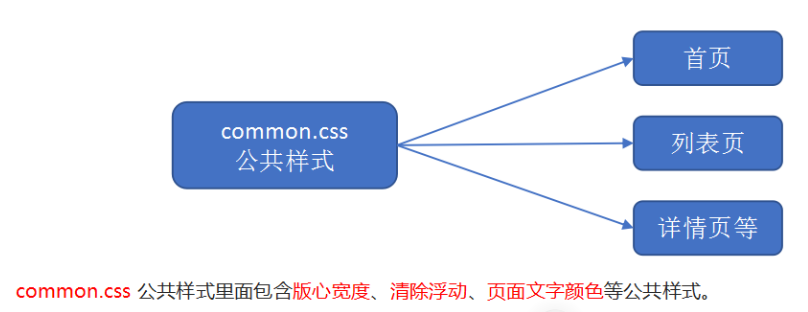 common.css
公共样式
首页
列表页
详情页等
common.css 公共样式里面包含版心宽度、清除浮动、页面文字颜色等公共样式。